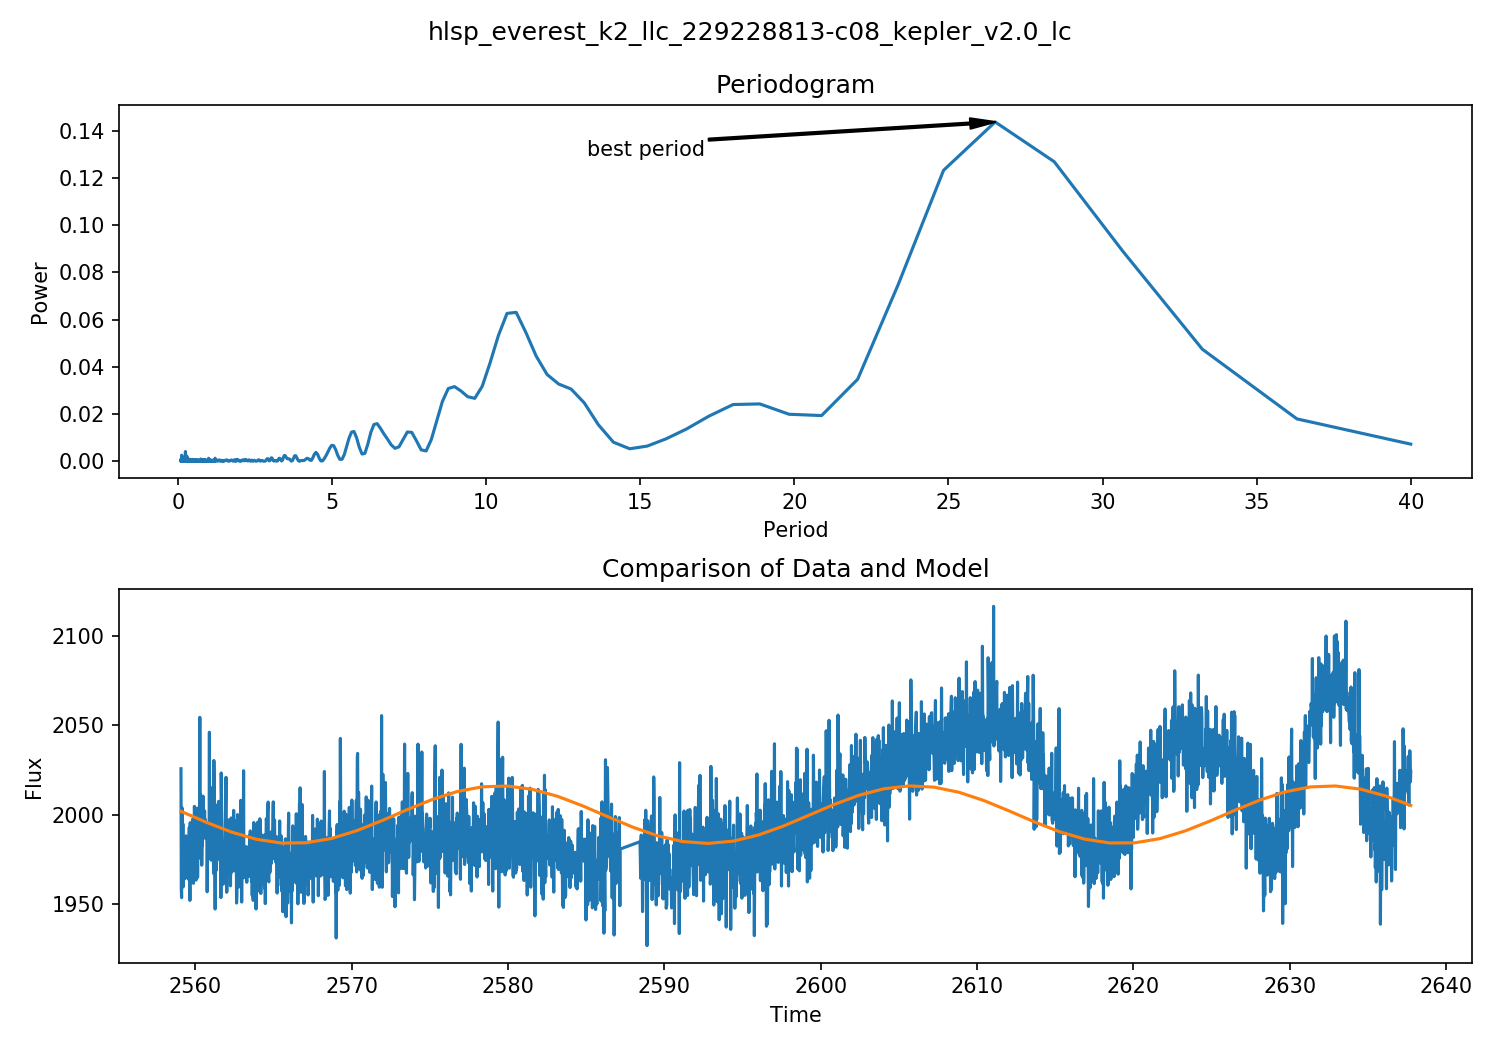 hlsp_everest_k2_llc_229228813-c08_kepler_v2.0_lc
Periodogram
best period
Power
0.14
0.12
0.10
0.08
0.06
0.04
0.02
0.00
0 5 10 15 20 25 30 35 40
Period
Comparison of Data and Model
Flux
2100
2050
2000
1950
2560 2570 2580 2590 2600 2610 2620 2630 2640
Time